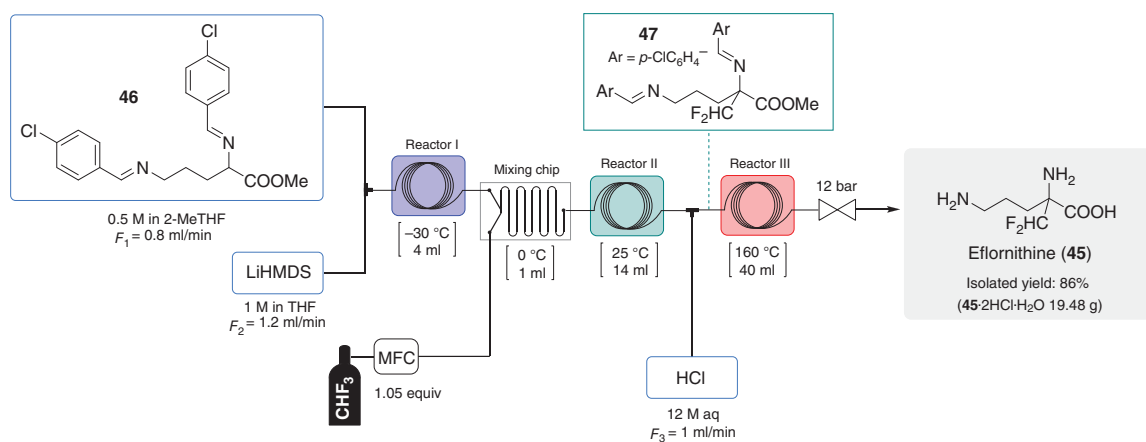 Cl
46
Cl
N
N
COOMe
0.5 M in 2-MeTHF
F1 = 0.8 ml/min
LiHMDS
1 M in THF
F2 = 1.2 ml/min
Reactor I
–30 °C
4 ml
Mixing chip
0 °C
1 ml
CHF3
MFC
1.05 equiv
47
Ar = p-ClC6H4–
Ar
N
Ar
N
COOMe
F2HC
Reactor II
25 °C
14 ml
Reactor III
160 °C
40 ml
HCl
12 M aq
F3 = 1 ml/min
12 bar
NH2
H2N
COOH
F2HC
Eflornithine (45)
Isolated yield: 86%
(45·2HCl·H2O 19.48 g)